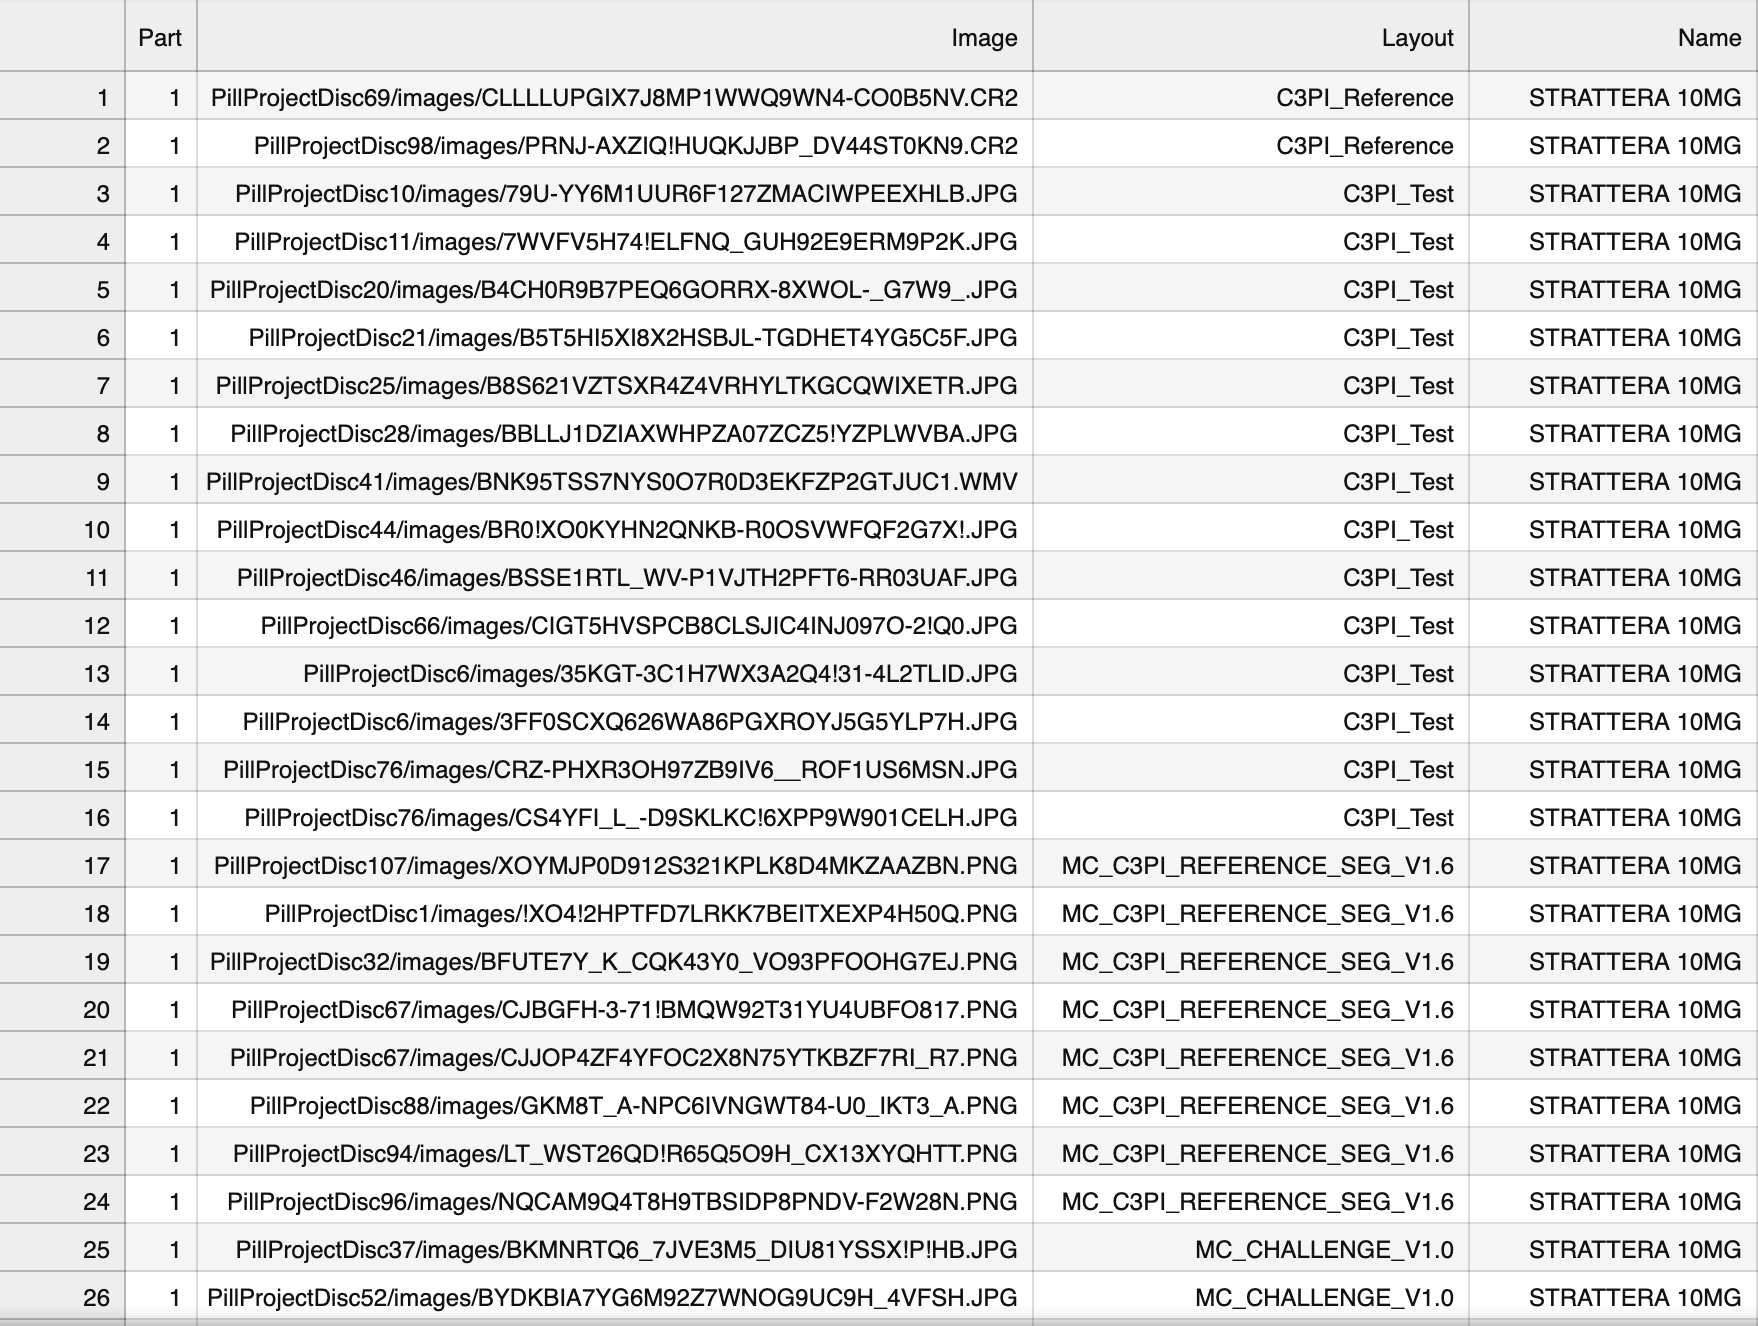 Part Image Layout Name
1 1 PillProjectDisc69/images/CLLLLUPGIX7J8MP1WWQ9WN4-CO0B5NV.CR2 C3PI_Reference STRATTERA 10MG
2 1 PillProjectDisc98/images/PRNJ-AXZIQ!HUQKJJBP_DV44ST0KN9.CR2 C3PI_Reference STRATTERA 10MG
3 1 PillProjectDisc10/images/79U-YY6M1UUR6F127ZMACIWPEEXHLB.JPG C3PI_Test STRATTERA 10MG
4 1 PillProjectDisc11/images/7WVFV5H74!ELFNQ_GUH92E9ERM9P2K.JPG C3PI_Test STRATTERA 10MG
5 1 PillProjectDisc20/images/B4CH0R9B7PEQ6GORRX-8XWOL-_G7W9_.JPG C3PI_Test STRATTERA 10MG
6 1 PillProjectDisc21/images/B5T5HI5XI8X2HSBJL-TGDHET4YG5C5F.JPG C3PI_Test STRATTERA 10MG
7 1 PillProjectDisc25/images/B8S621VZTSXR4Z4VRHYLTKGCQWIXETR.JPG C3PI_Test STRATTERA 10MG
8 1 PillProjectDisc28/images/BBLLJ1DZIAXWHPZA07ZCZ5!YZPLWVBA.JPG C3PI_Test STRATTERA 10MG
9 1 PillProjectDisc41/images/BNK95TSS7NYS0O7R0D3EKFZP2GTJUC1.WMV C3PI_Test STRATTERA 10MG
10 1 PillProjectDisc44/images/BR0!XO0KYHN2QNKB-R0OSVWFQF2G7X!.JPG C3PI_Test STRATTERA 10MG
11 1 PillProjectDisc46/images/BSSE1RTL_WV-P1VJTH2PFT6-RR03UAF.JPG C3PI_Test STRATTERA 10MG
12 1 PillProjectDisc66/images/CIGT5HVSPCB8CLSJIC4INJ097O-2!Q0.JPG C3PI_Test STRATTERA 10MG
13 1 PillProjectDisc6/images/35KGT-3C1H7WX3A2Q4!31-4L2TLID.JPG C3PI_Test STRATTERA 10MG
14 1 PillProjectDisc6/images/3FF0SCXQ626WA86PGXROYJ5G5YLP7H.JPG C3PI_Test STRATTERA 10MG
15 1 PillProjectDisc76/images/CRZ-PHXR3OH97ZB9IV6__ROF1US6MSN.JPG C3PI_Test STRATTERA 10MG
16 1 PillProjectDisc76/images/CS4YFI_L_-D9SKLKC!6XPP9W901CELH.JPG C3PI_Test STRATTERA 10MG
17 1 PillProjectDisc107/images/XOYMJP0D912S321KPLK8D4MKZAAZBN.PNG MC_C3PI_REFERENCE_SEG_V1.6 STRATTERA 10MG
18 1 PillProjectDisc1/images/!XO4!2HPTFD7LRKK7BEITXEXP4H50Q.PNG MC_C3PI_REFERENCE_SEG_V1.6 STRATTERA 10MG
19 1 PillProjectDisc32/images/BFUTE7Y_K_CQK43Y0_VO93PFOOHG7EJ.PNG MC_C3PI_REFERENCE_SEG_V1.6 STRATTERA 10MG
20 1 PillProjectDisc67/images/CJBGFH-3-71!BMQW92T31YU4UBFO817.PNG MC_C3PI_REFERENCE_SEG_V1.6 STRATTERA 10MG
21 1 PillProjectDisc67/images/CJJOP4ZF4YFOC2X8N75YTKBZF7RI_R7.PNG MC_C3PI_REFERENCE_SEG_V1.6 STRATTERA 10MG
22 1 PillProjectDisc88/images/GKM8T_A-NPC6IVNGWT84-U0_IKT3_A.PNG MC_C3PI_REFERENCE_SEG_V1.6 STRATTERA 10MG
23 1 PillProjectDisc94/images/LT_WST26QD!R65Q5O9H_CX13XYQHTT.PNG MC_C3PI_REFERENCE_SEG_V1.6 STRATTERA 10MG
24 1 PillProjectDisc96/images/NQCAM9Q4T8H9TBSIDP8PNDV-F2W28N.PNG MC_C3PI_REFERENCE_SEG_V1.6 STRATTERA 10MG
25 1 PillProjectDisc37/images/BKMNRTQ6_7JVE3M5_DIU81YSSX!P!HB.JPG MC_CHALLENGE_V1.0 STRATTERA 10MG
26 1 PillProjectDisc52/images/BYDKBIA7YG6M92Z7WNOG9UC9H_4VFSH.JPG MC_CHALLENGE_V1.0 STRATTERA 10MG